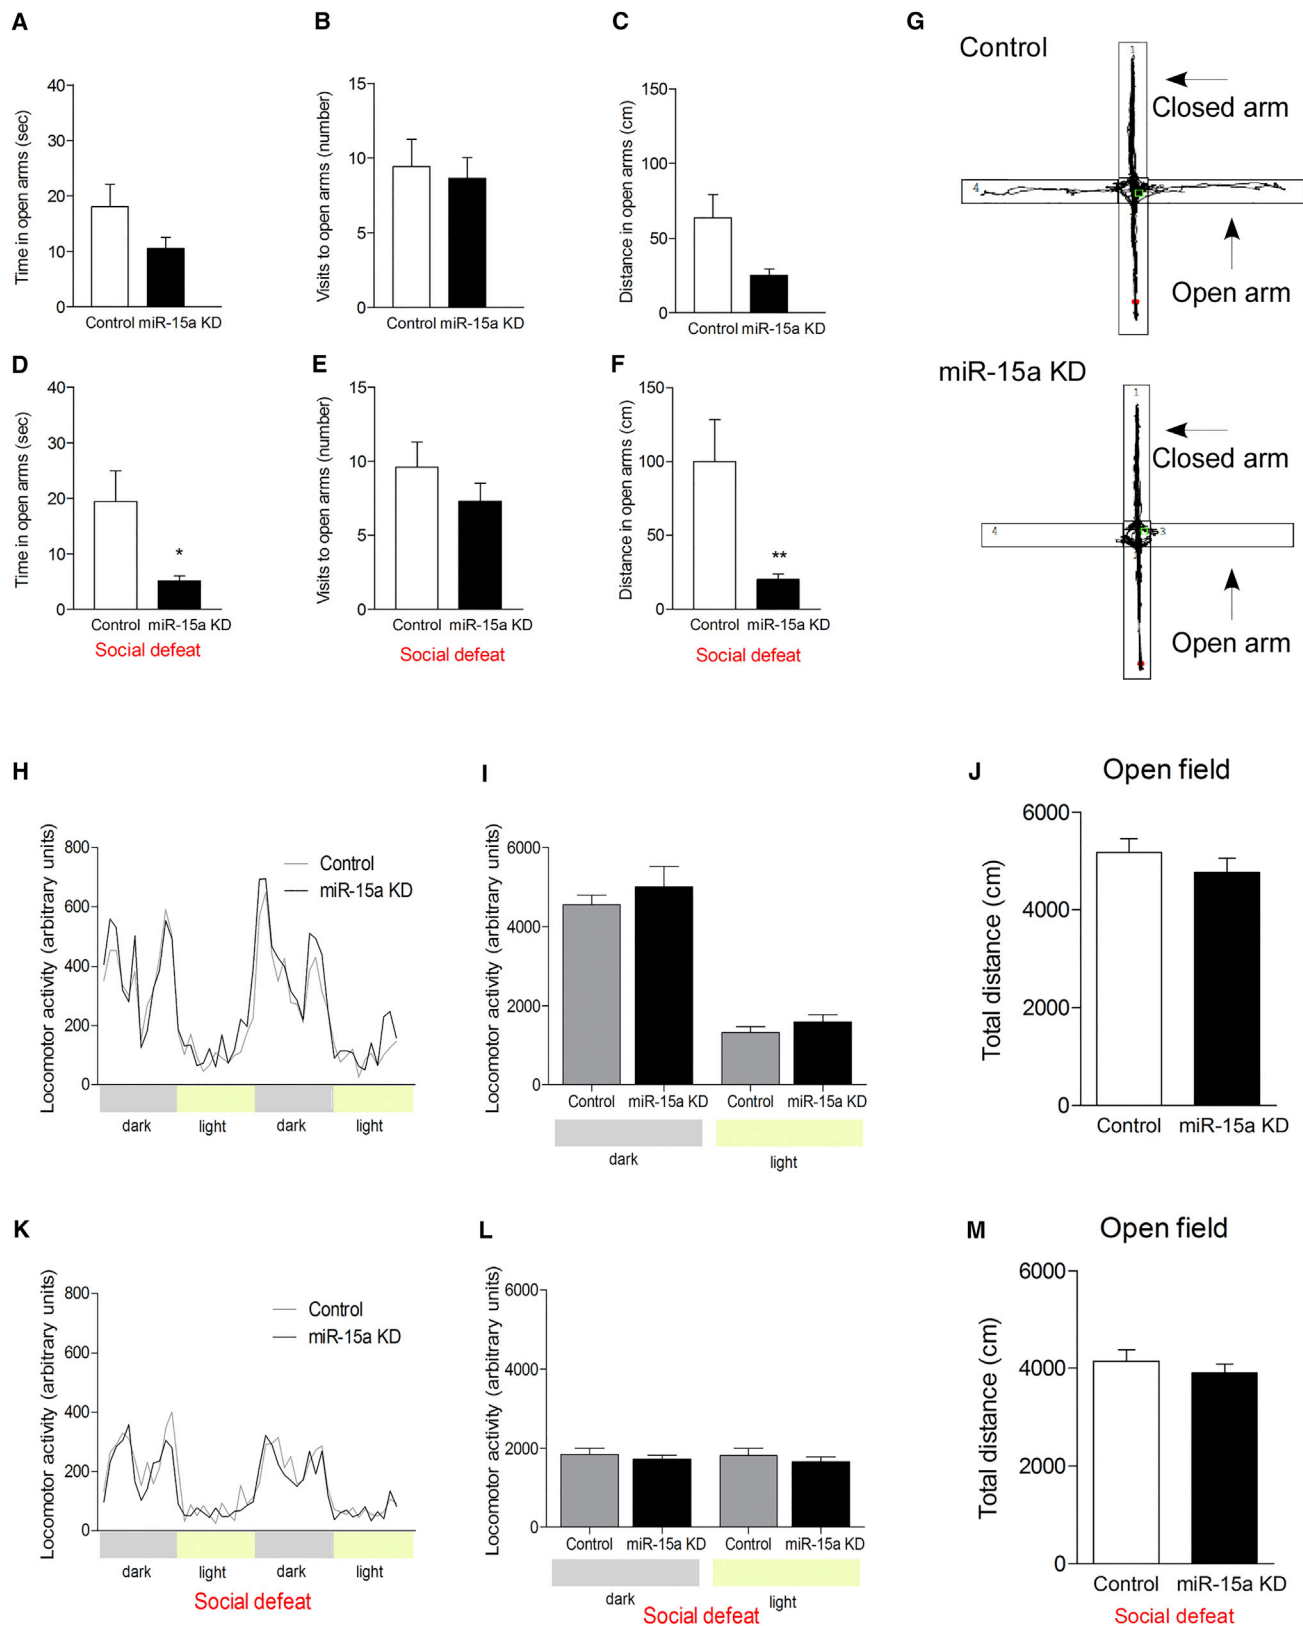 A
Time in open arms (sec)
40
30
20
10
0
Control miR-15a KD
B
Visits to open arms (number)
15
10
5
0
Control miR-15a KD
C
Distance in open arms (cm)
150
100
50
0
Control miR-15a KD
D
Time in open arms (sec)
40
30
20
10
0
*
Control miR-15a KD
Social defeat
E
Visits to open arms (number)
15
10
5
0
Control miR-15a KD
Social defeat
F
Distance in open arms (cm)
150
100
50
0
**
Control miR-15a KD
Social defeat
G
Control
1
Closed arm
4
Open arm
miR-15a KD
1
Closed arm
4
3
Open arm
H
Locomotor activity (arbitrary units)
800
600
400
200
0
Control
miR-15a KD
dark light dark light
I
Locomotor activity (arbitrary units)
6000
4000
2000
0
Control miR-15a KD Control miR-15a KD
dark light
J
Open field
Total distance (cm)
6000
4000
2000
0
Control miR-15a KD
K
Locomotor activity (arbitrary units)
800
600
400
200
0
Control
miR-15a KD
dark light dark light
Social defeat
L
Locomotor activity (arbitrary units)
6000
4000
2000
0
Control miR-15a KD Control miR-15a KD
dark light
Social defeat
M
Open field
Total distance (cm)
6000
4000
2000
0
Control miR-15a KD
Social defeat